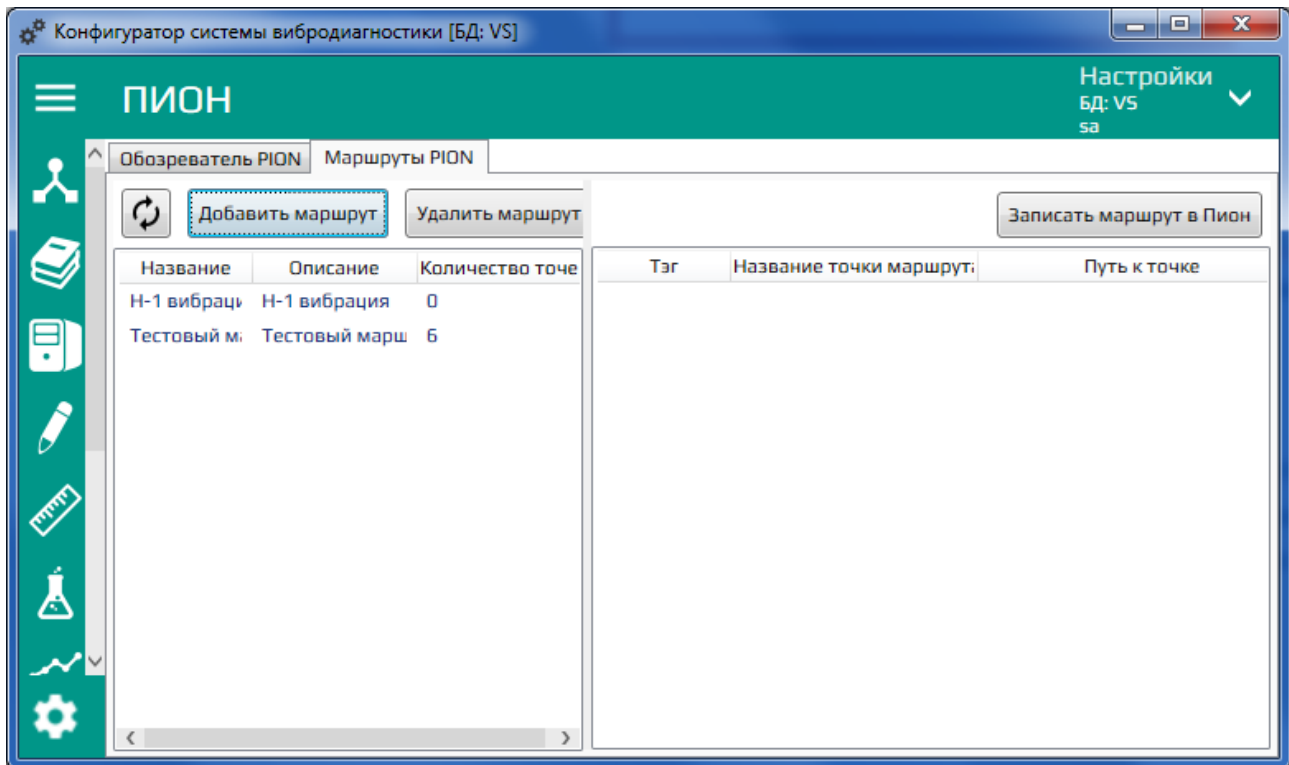 Конфигуратор системы вибродиагностики [БД: VS]
ПИОН
Настройки
БД: VS
sa
Обозреватель PION Маршруты PION
Добавить маршрут Удалить маршрут Записать маршрут в Пион
Название Описание Количество точе Тэг Название точки маршрута Путь к точке
Н-1 вибраци Н-1 вибрация 0
Тестовый ма Тестовый марш 6